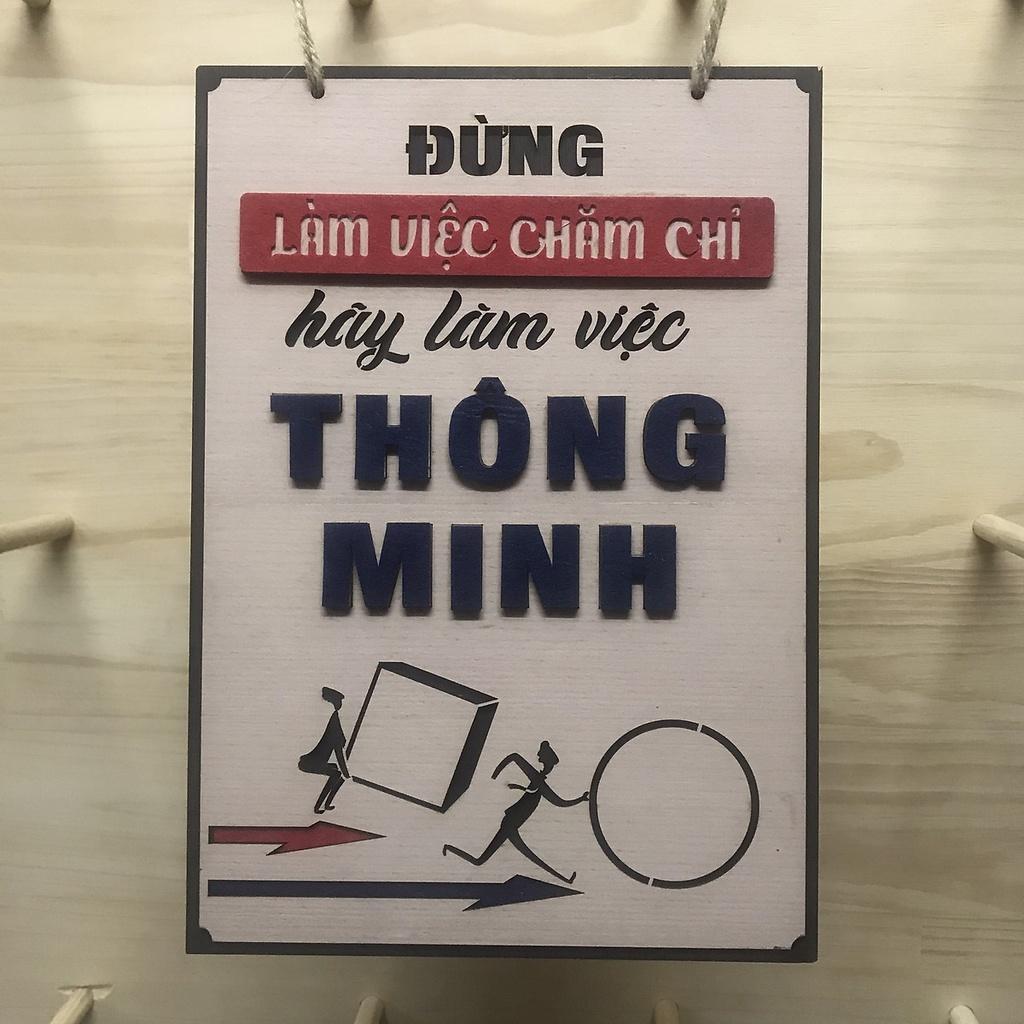 ĐỪNG
LÀM VIỆC CHĂM CHỈ
hãy làm việc
THÔNG
MINH